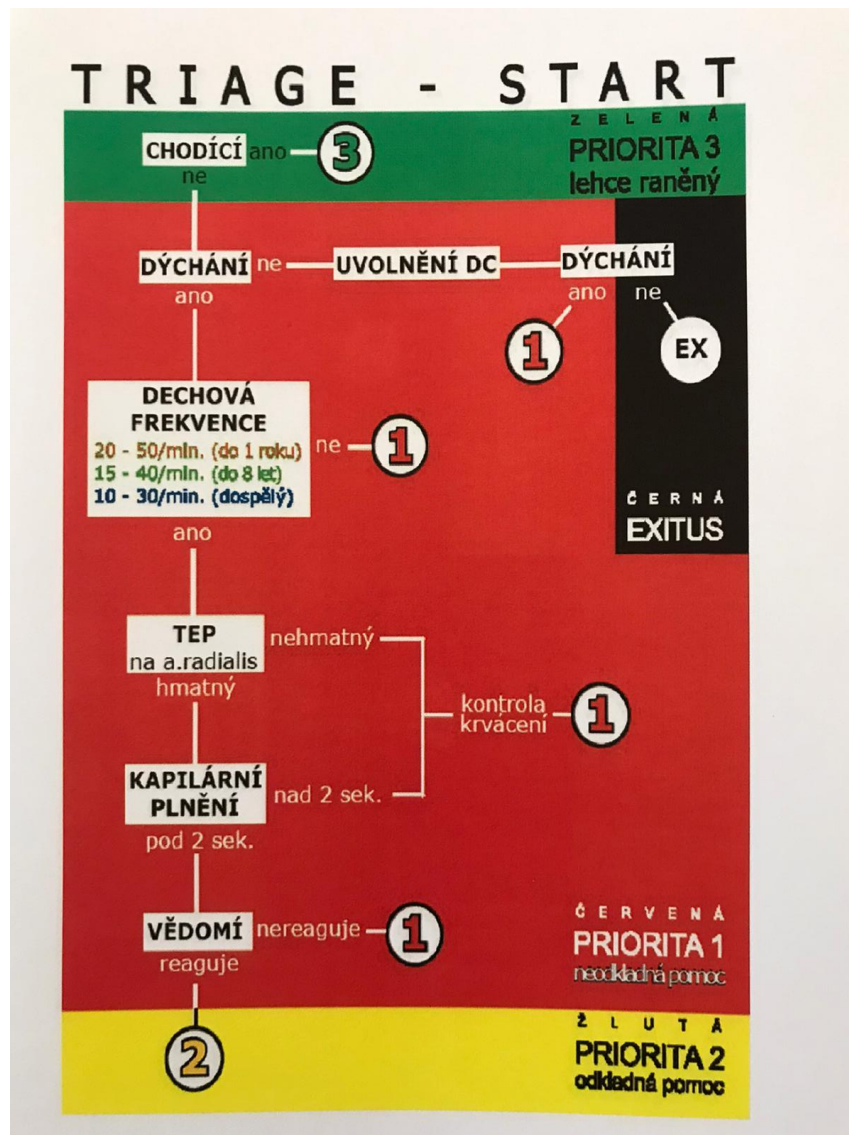 TRIAGE - START
ZELENÁ
CHODÍCÍ ano 3
PRIORITA 3
ne
lehce raněný
DÝCHÁNÍ ne UVOLNĚNÍ DC DÝCHÁNÍ
ano
ano ne
1
EX
DECHOVÁ
FREKVENCE
20 - 50/min. (do 1 roku)
15 - 40/min. (do 8 let)
10 - 30/min. (dospělý)
ne 1
ano
ČERNÁ
EXITUS
TEP
na a.radialis
nehmatný
hmatný
kontrola
krvácení
1
KAPILÁRNÍ
PLNĚNÍ
nad 2 sek.
pod 2 sek.
VĚDOMÍ nereaguje 1
reaguje
ČERVENÁ
PRIORITA 1
neodkladná pomoc
2
ŽLUTÁ
PRIORITA 2
odkladná pomoc